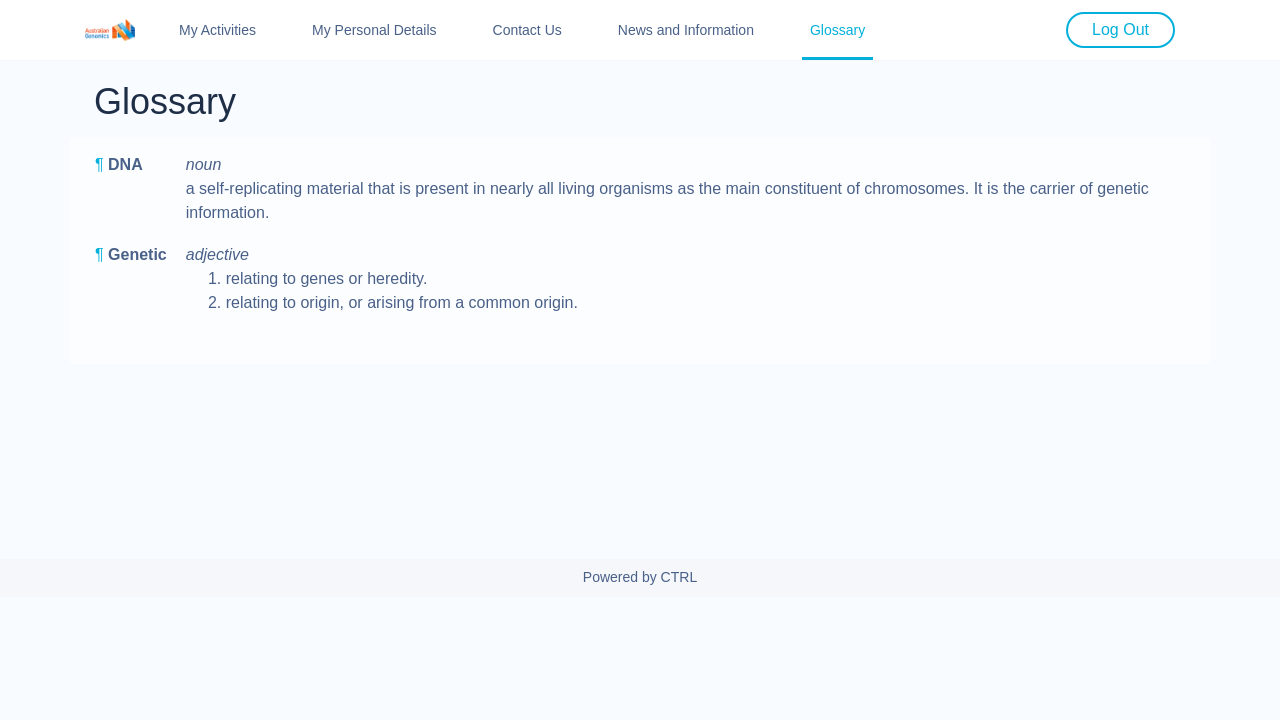 Australian
Genomics
My Activities
My Personal Details
Contact Us
News and Information
Glossary
Log Out
Glossary
¶ DNA
noun
a self-replicating material that is present in nearly all living organisms as the main constituent of chromosomes. It is the carrier of genetic
information.
¶ Genetic
adjective
1. relating to genes or heredity.
2. relating to origin, or arising from a common origin.
Powered by CTRL